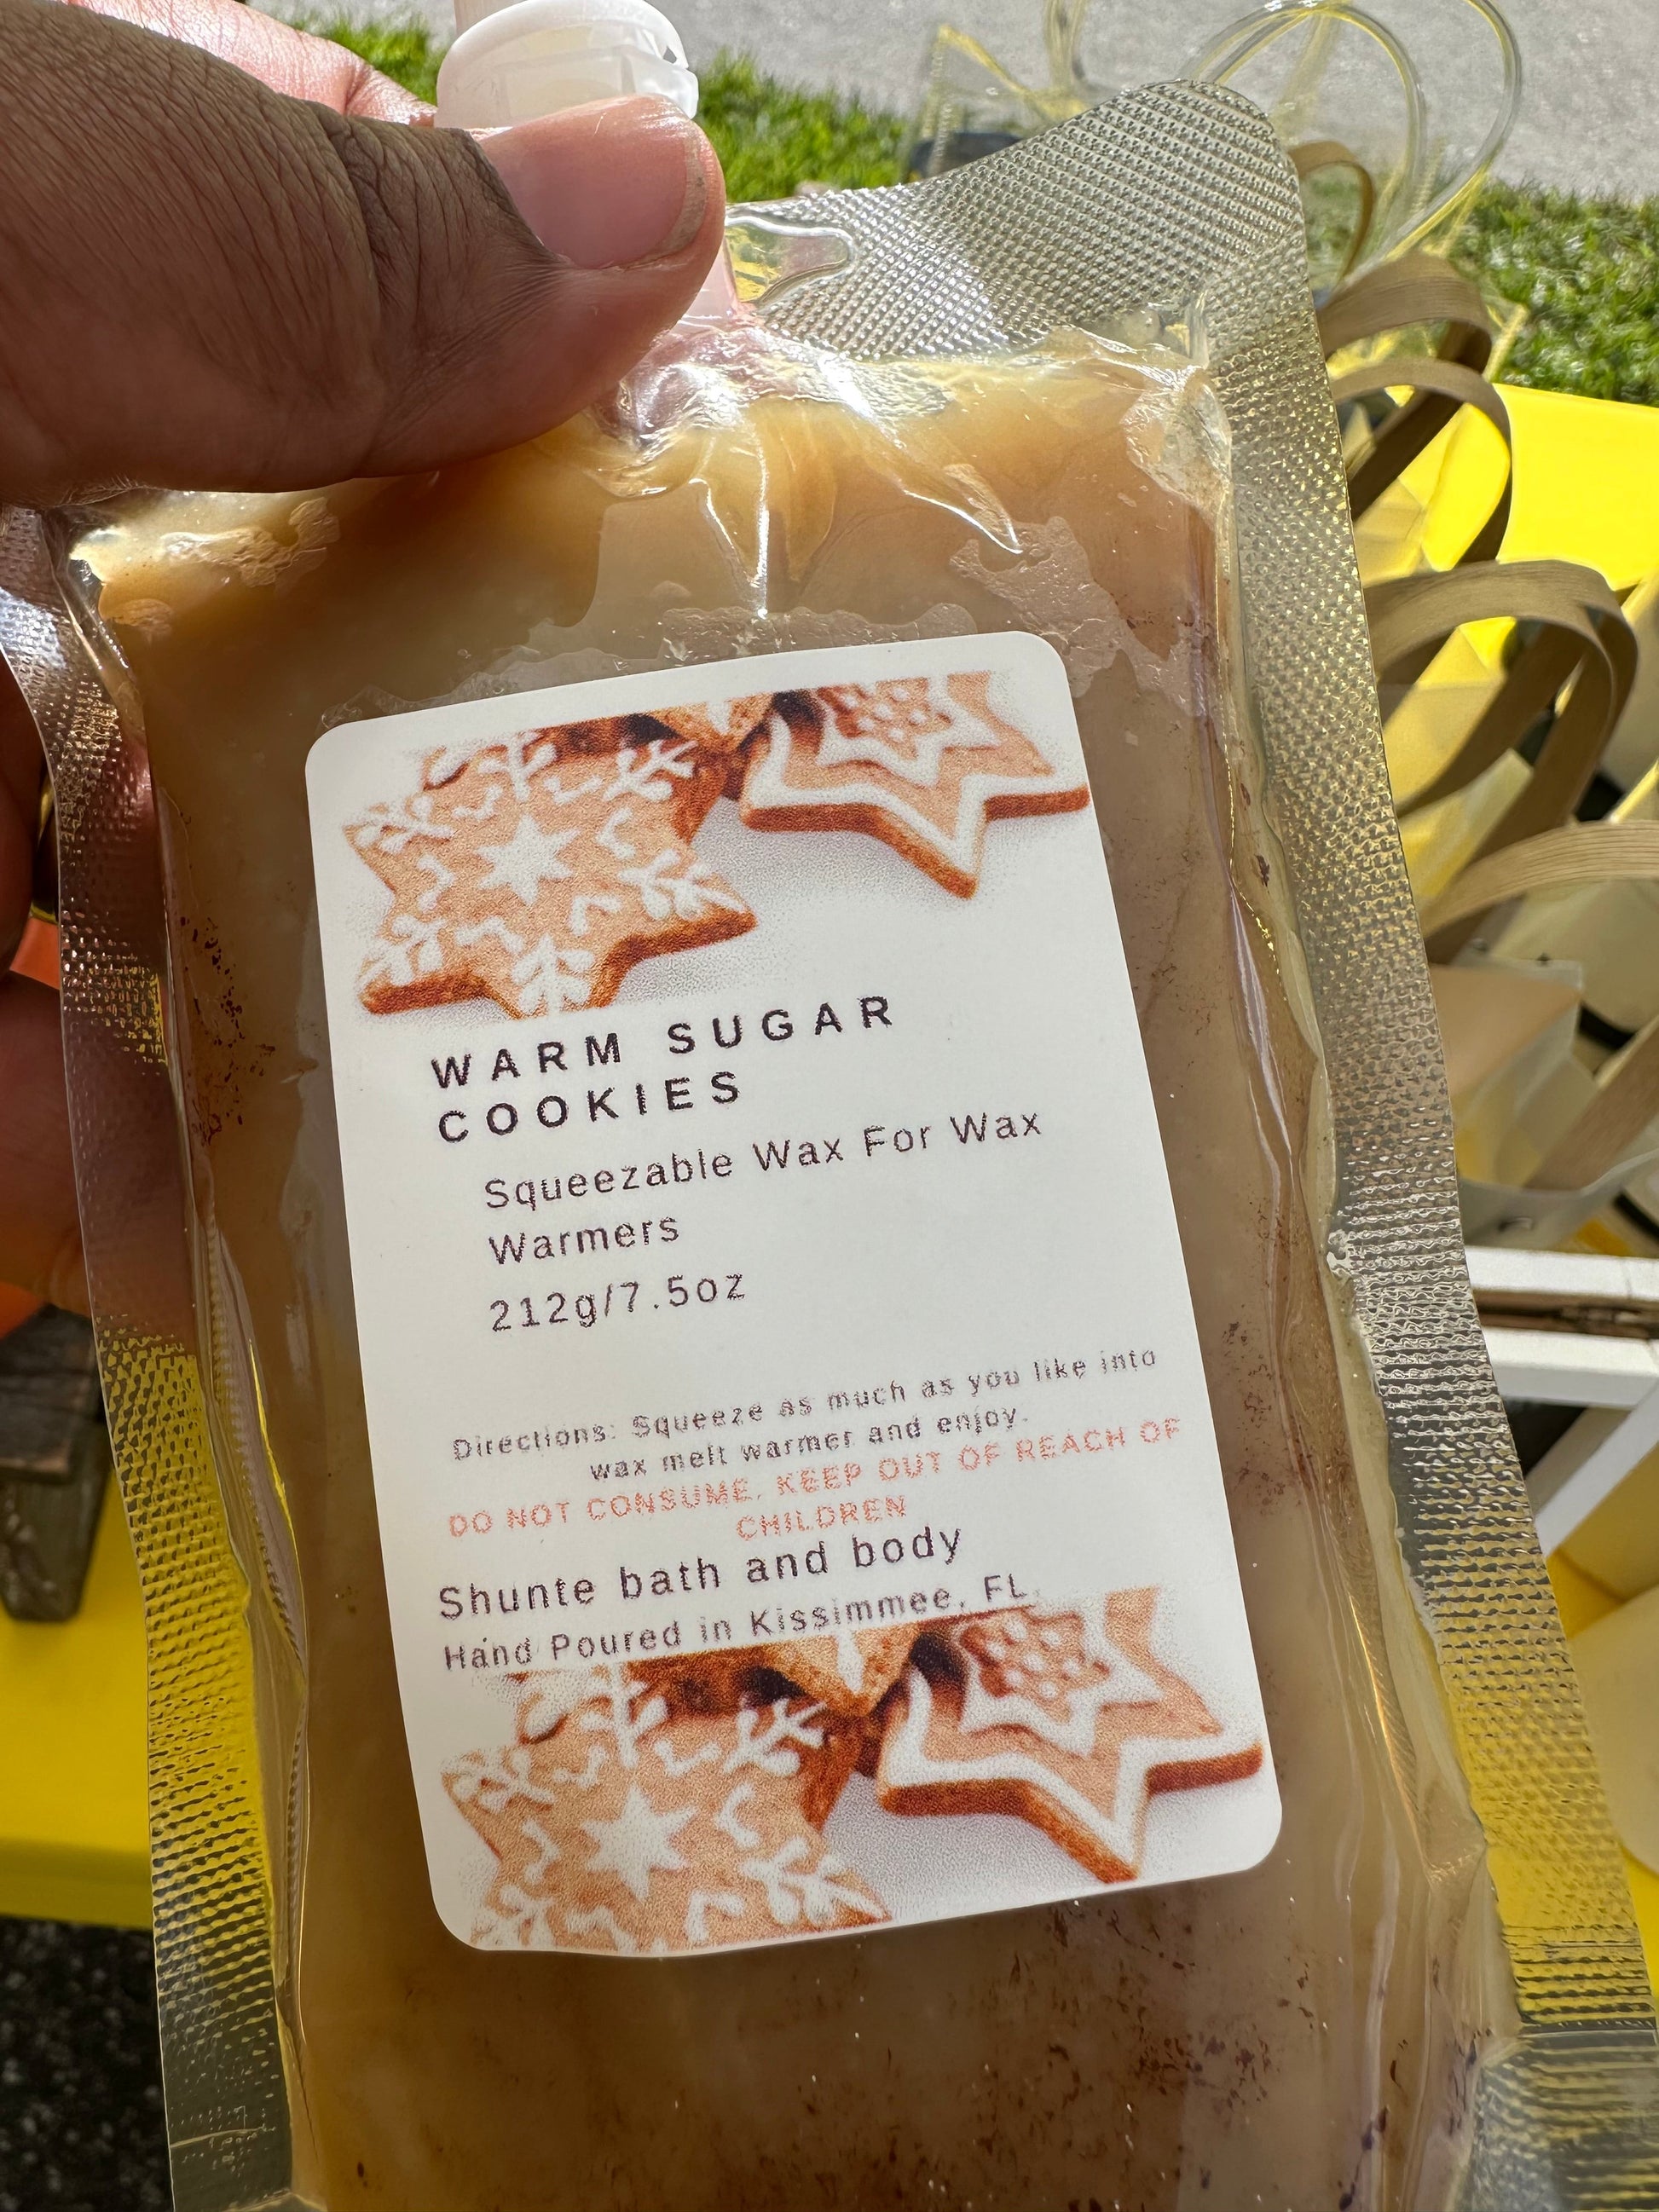 WARM SUGAR
COOKIES
Squeezable Wax For Wax
Warmers
212g/7.5oz
Directions: Squeeze as much as you like into
wax melt warmer and enjoy.
DO NOT CONSUME, KEEP OUT OF REACH OF
CHILDREN
Shunte bath and body
Hand Poured in Kissimmee, FL.